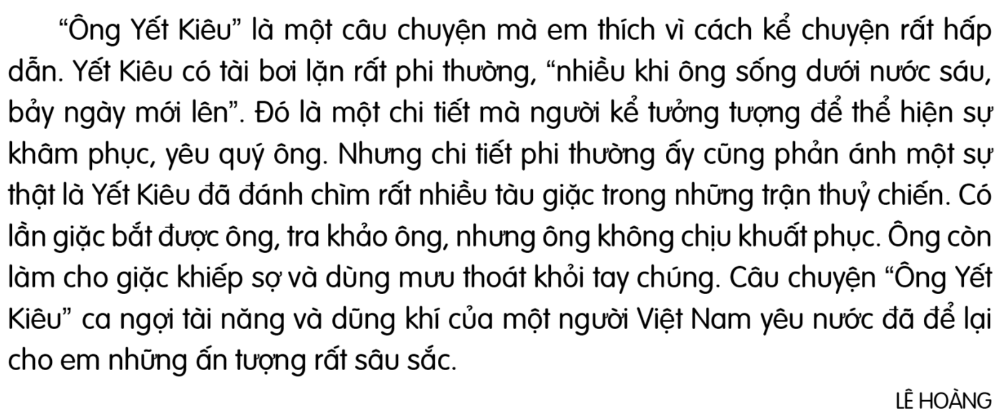 “Ông Yết Kiêu” là một câu chuyện mà em thích vì cách kể chuyện rất hấp
dẫn. Yết Kiêu có tài bơi lặn rất phi thường, “nhiều khi ông sống dưới nước sáu,
bảy ngày mới lên”. Đó là một chi tiết mà người kể tưởng tượng để thể hiện sự
khâm phục, yêu quý ông. Nhưng chi tiết phi thường ấy cũng phản ánh một sự
thật là Yết Kiêu đã đánh chìm rất nhiều tàu giặc trong những trận thuỷ chiến. Có
lần giặc bắt được ông, tra khảo ông, nhưng ông không chịu khuất phục. Ông còn
làm cho giặc khiếp sợ và dùng mưu thoát khỏi tay chúng. Câu chuyện “Ông Yết
Kiêu” ca ngợi tài năng và dũng khí của một người Việt Nam yêu nước đã để lại
cho em những ấn tượng rất sâu sắc.
LÊ HOÀNG